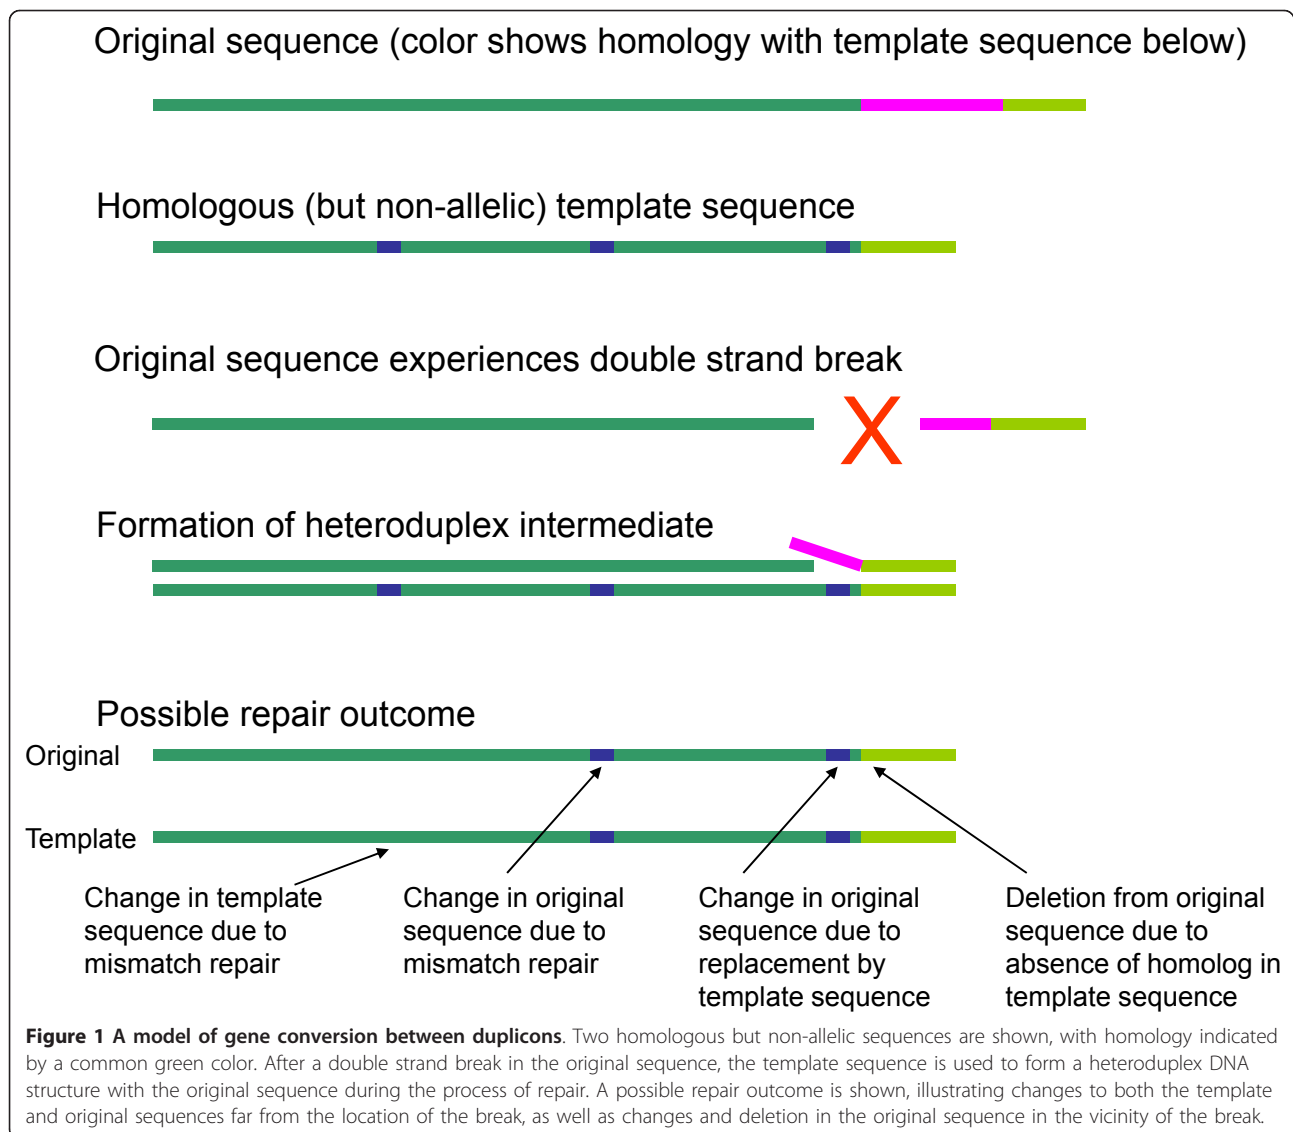 Original sequence (color shows homology with template sequence below)
Homologous (but non-allelic) template sequence
Original sequence experiences double strand break
X
Formation of heteroduplex intermediate
Possible repair outcome
Original
Template
Change in template
sequence due to
mismatch repair
Change in original
sequence due to
mismatch repair
Change in original
sequence due to
replacement by
template sequence
Deletion from original
sequence due to
absence of homolog in
template sequence
Figure 1 A model of gene conversion between duplicons. Two homologous but non-allelic sequences are shown, with homology indicated
by a common green color. After a double strand break in the original sequence, the template sequence is used to form a heteroduplex DNA
structure with the original sequence during the process of repair. A possible repair outcome is shown, illustrating changes to both the template
and original sequences far from the location of the break, as well as changes and deletion in the original sequence in the vicinity of the break.